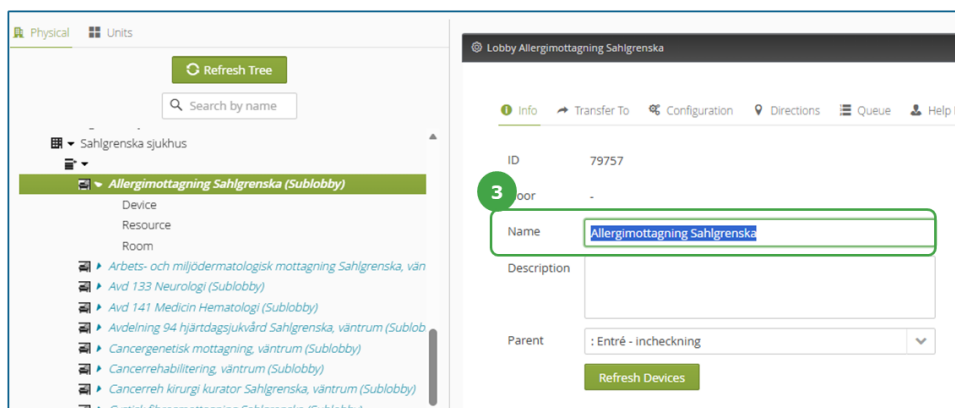 Physical
Units
Refresh Tree
Search by name
Sahlgrenska sjukhus
Allergimottagning Sahlgrenska (Sublobby)
Device
Resource
Room
Arbets- och miljödermatologisk mottagning Sahlgrenska, vän
Avd 133 Neurologi (Sublobby)
Avd 141 Medicin Hematologi (Sublobby)
Avdelning 94 hjärtdagsjukvård Sahlgrenska, väntrum (Sublob
Cancergenetisk mottagning, väntrum (Sublobby)
Cancerrehabilitering, väntrum (Sublobby)
Cancerreh kirurgi kurator Sahlgrenska, väntrum (Sublobby)
Lobby Allergimottagning Sahlgrenska
Info
Transfer To
Configuration
Directions
Queue
Help
ID
79757
3
oor
-
Name
Allergimottagning Sahlgrenska
Description
Parent
: Entré - incheckning
Refresh Devices